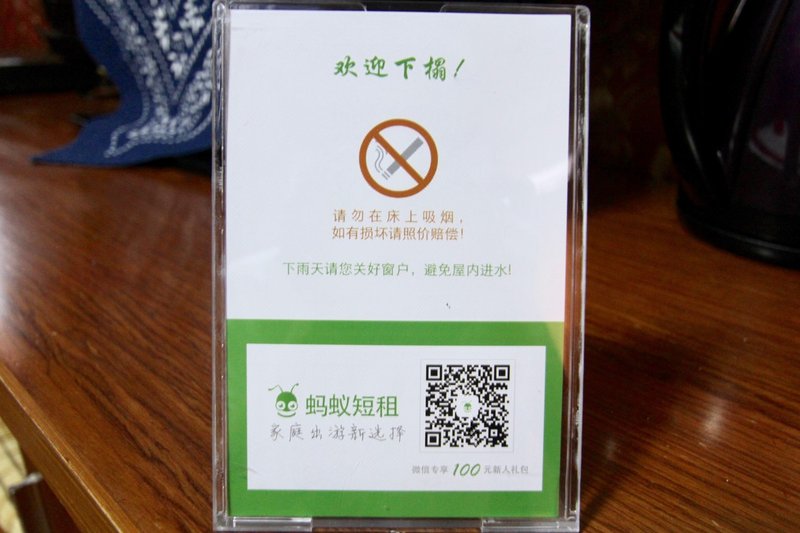 欢迎下榻！
请勿在床上吸烟，
如有损坏请照价赔偿！
下雨天请您关好窗户，避免屋内进水！
蚂蚁短租
家庭出游新选择
微信专享100元新人礼包